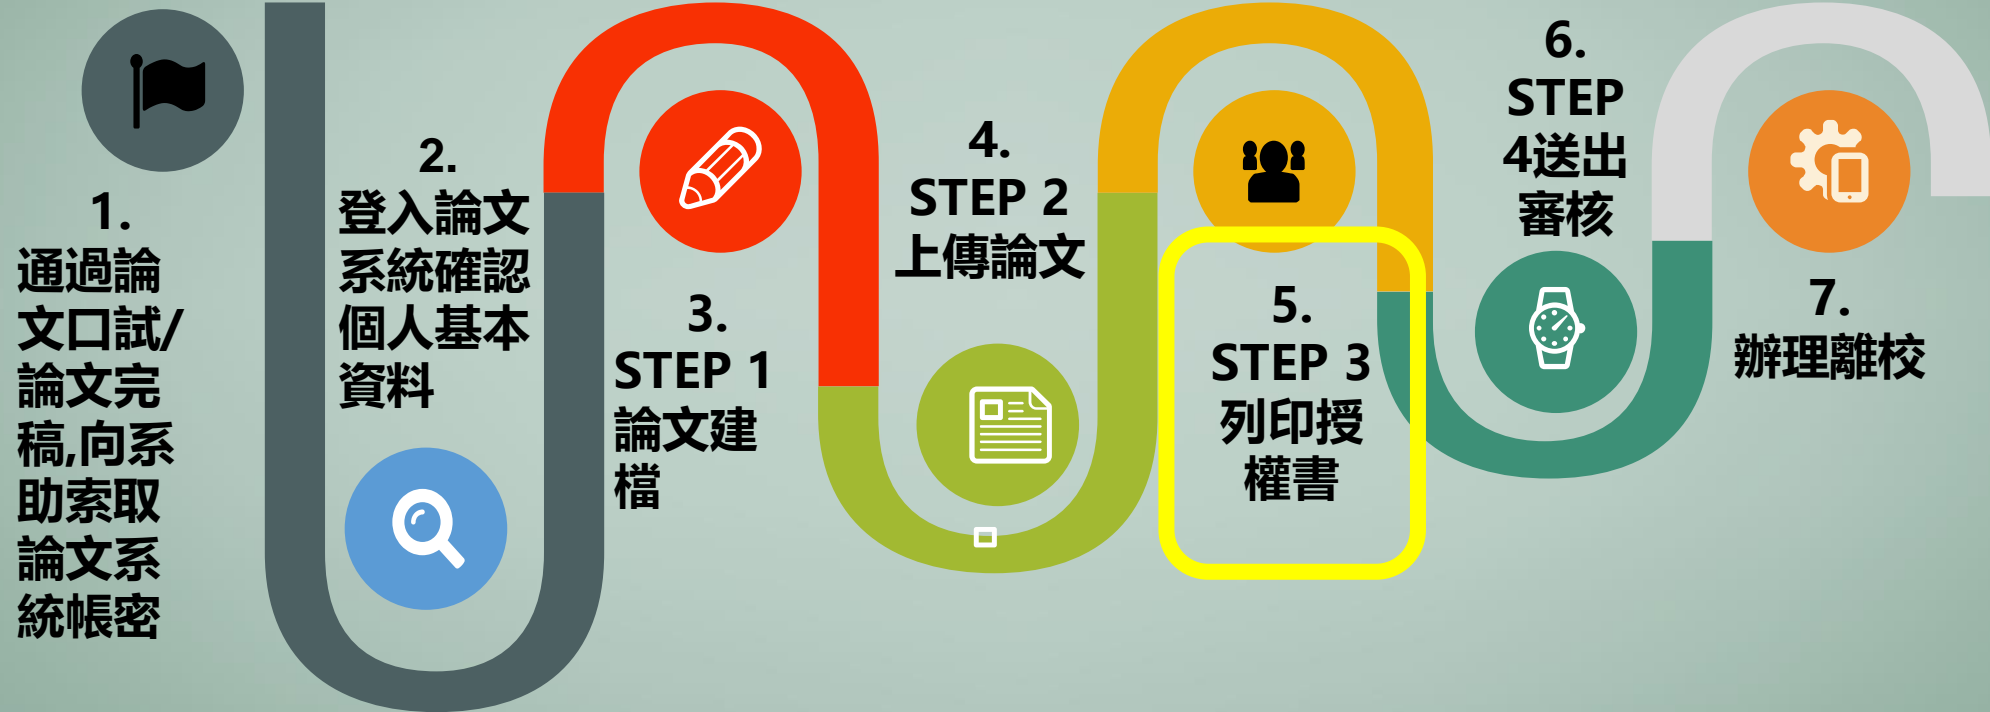 1.
通過論
文口試/
論文完
稿,向系
助索取
論文系
統帳密
2.
登入論文
系統確認
個人基本
資料
3.
STEP 1
論文建
檔
4.
STEP 2
上傳論文
5.
STEP 3
列印授
權書
6.
STEP
4送出
審核
7.
辦理離校